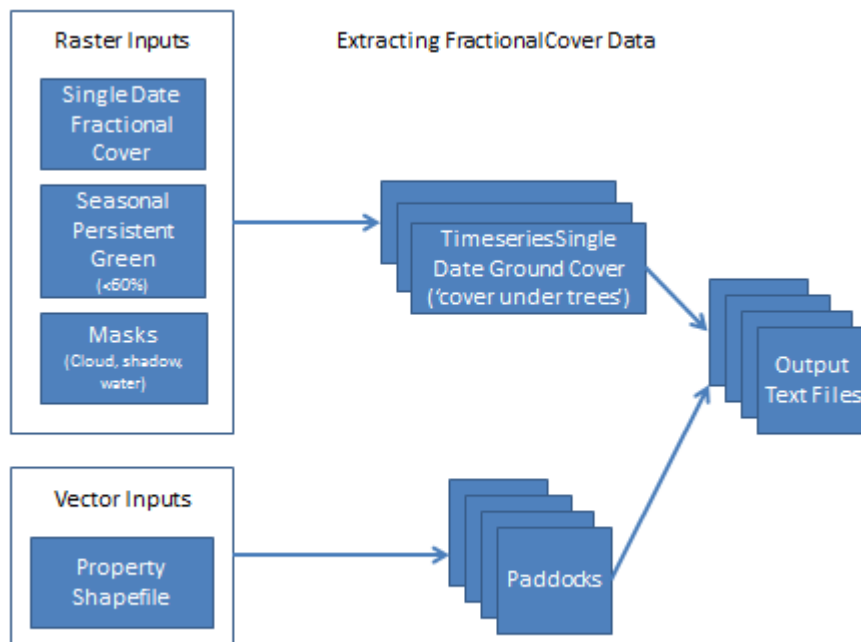 Raster Inputs
Extracting FractionalCover Data
Single Date
Fractional
Cover
Seasonal
Persistent
Green
(<60%)
Masks
(Cloud, shadow,
water)
TimeseriesSingle
Date Ground Cover
('cover under trees')
Output
Text Files
Vector Inputs
Property
Shapefile
Paddocks